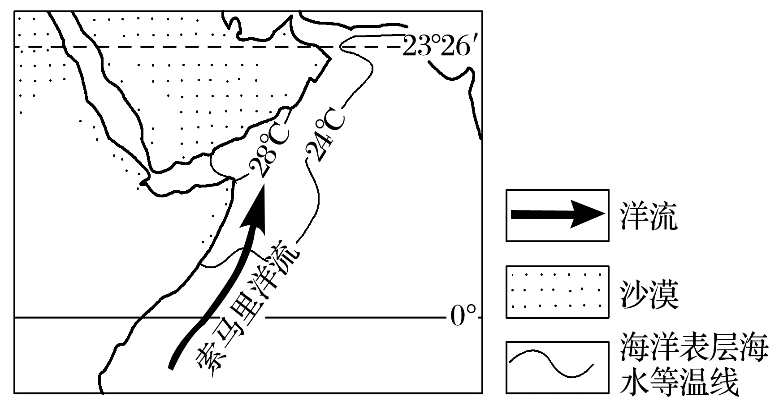 23°26′
28℃
24℃
索马里洋流
0°
洋流
沙漠
海洋表层海
水等温线